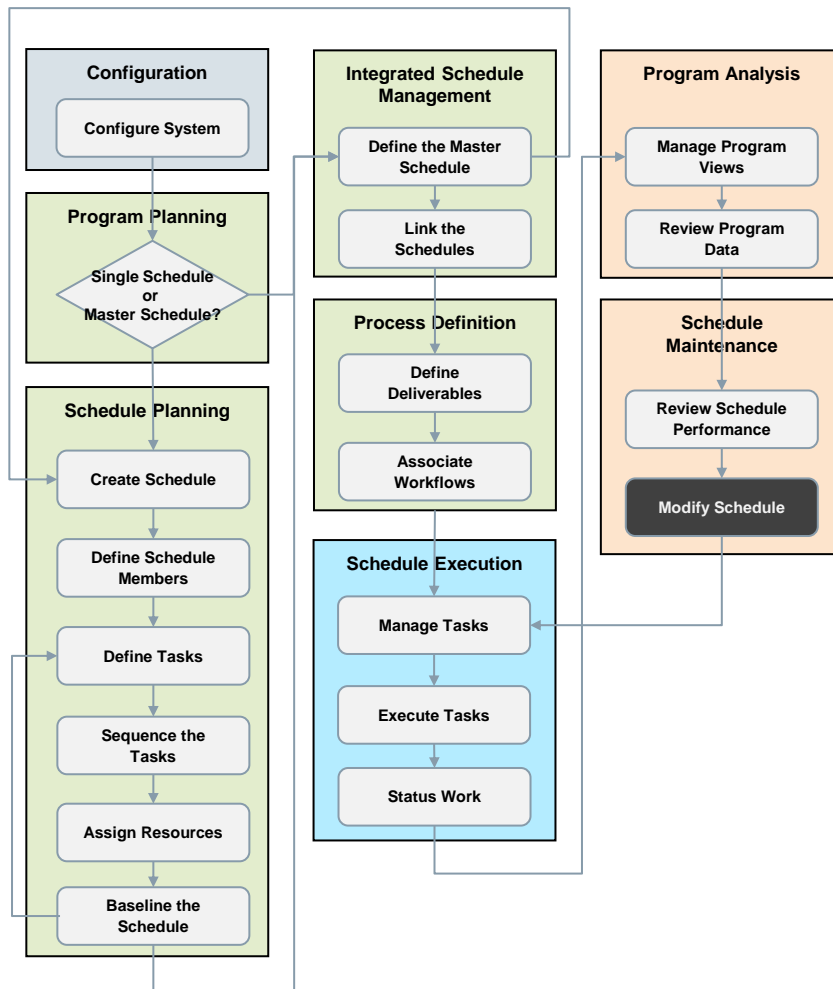 Configuration
Configure System
Program Planning
Single Schedule
or
Master Schedule?
Schedule Planning
Create Schedule
Define Schedule
Members
Define Tasks
Sequence the
Tasks
Assign Resources
Baseline the
Schedule
Integrated Schedule
Management
Define the Master
Schedule
Link the
Schedules
Process Definition
Define
Deliverables
Associate
Workflows
Schedule Execution
Manage Tasks
Execute Tasks
Status Work
Program Analysis
Manage Program
Views
Review Program
Data
Schedule
Maintenance
Review Schedule
Performance
Modify Schedule